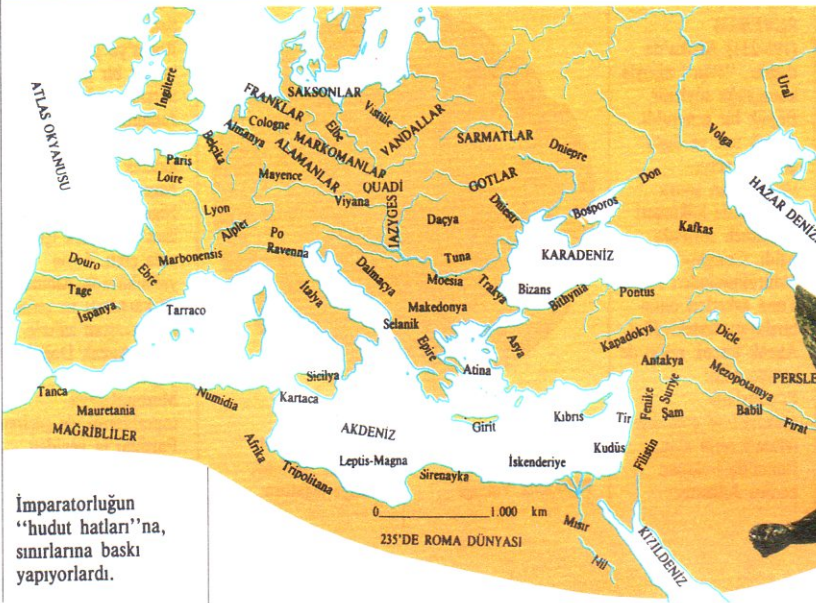 ATLAS OKYANUSU
İngiltere
FRANKLAR
SAKSONLAR
Vistüle
VANDALLAR
Cologne
Elbe
Almanya
MARKOMANLAR
ALAMANLAR
SARMATLAR
Dniepre
Volga
Ural
Belçika
Paris
Loire
Mayence
QUADİ
GOTLAR
Viyana
IAZYGES
Dniestr
Don
Bosporos
HAZAR DENİZ
Lyon
Alpler
Po
Ravenna
Daçya
Kafkas
Marbonensis
Tuna
KARADENİZ
Douro
Ebre
Dalmaçya
Moesia
Trakya
Bizans
Bithynia
Pontus
Tage
İspanya
Tarraco
İtalya
Makedonya
Selanik
Epire
Asya
Kapadokya
Dicle
Atina
Antakya
Mezopotamya
PERSLE
Sicilya
Tanca
Numidia
Kartaca
Mauretania
MAĞRİBLİLER
AKDENİZ
Girit
Kıbrıs
Tir
Fenike
Suriye
Şam
Babil
Fırat
Kudüs
Filistin
Afrika
Tripolitana
Leptis-Magna
Sirenayka
İskenderiye
Mısır
Nil
KIZILDENİZ
0 1.000 km
235'DE ROMA DÜNYASI
İmparatorluğun
‘‘hudut hatları’’na,
sınırlarına baskı
yapıyorlardı.